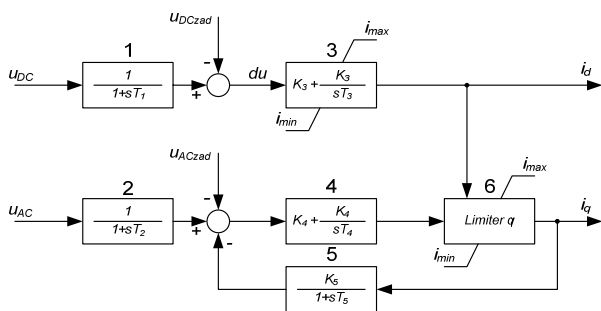 u_DCzad
1
3
i_max
u_DC
1
1+sT_1
-
+
du
K_3 + K_3
sT_3
i_d
i_min
u_ACzad
2
4
6
i_max
u_AC
1
1+sT_2
-
+
-
K_4 + K_4
sT_4
Limiter q
i_q
i_min
5
K_5
1+sT_5